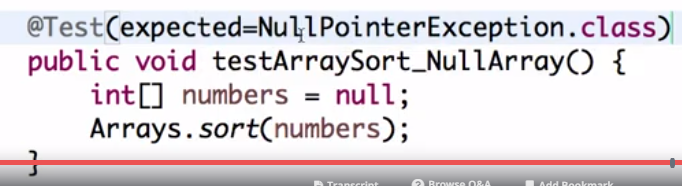 @Test(expected=NullPointerException.class)
public void testArraySort_NullArray() {
    int[] numbers = null;
    Arrays.sort(numbers);
}
Transcript Browse Q&A Add Bookmark